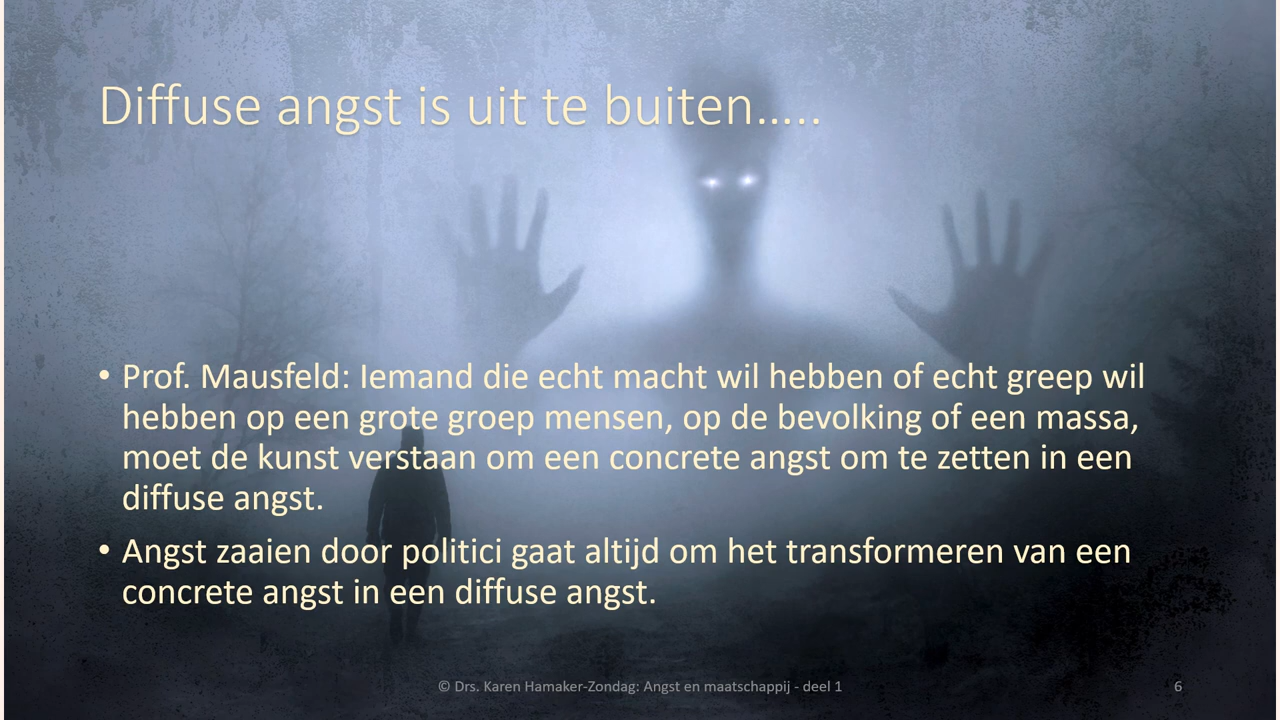 Diffuse angst is uit te buiten…..
• Prof. Mausfeld: Iemand die echt macht wil hebben of echt greep wil
hebben op een grote groep mensen, op de bevolking of een massa,
moet de kunst verstaan om een concrete angst om te zetten in een
diffuse angst.
• Angst zaaien door politici gaat altijd om het transformeren van een
concrete angst in een diffuse angst.
© Drs. Karen Hamaker-Zondag: Angst en maatschappij - deel 1
6